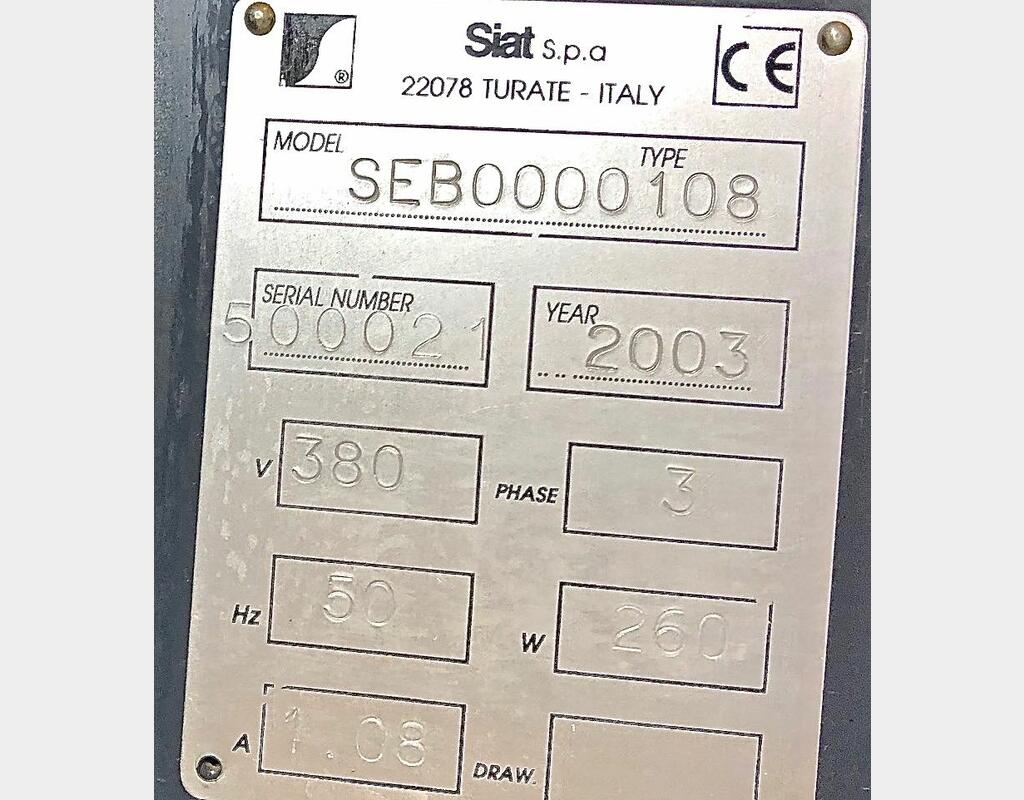 ® Siat S.p.a CE
22078 TURATE - ITALY
MODEL TYPE
SEB0000108
SERIAL NUMBER YEAR
500021 2003
V 380 PHASE 3
Hz 50 W 260
A 1.08 DRAW.